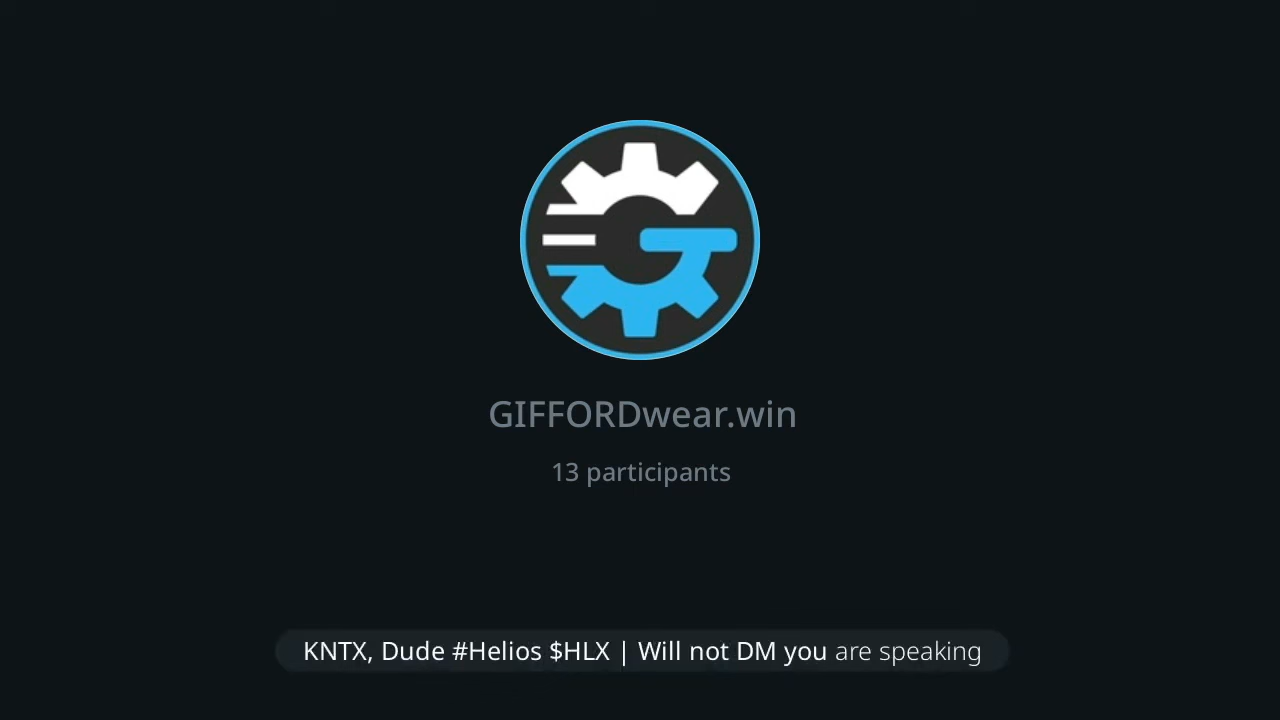 GIFFORDwear.win
13 participants
KNTX, Dude #Helios $HLX | Will not DM you are speaking